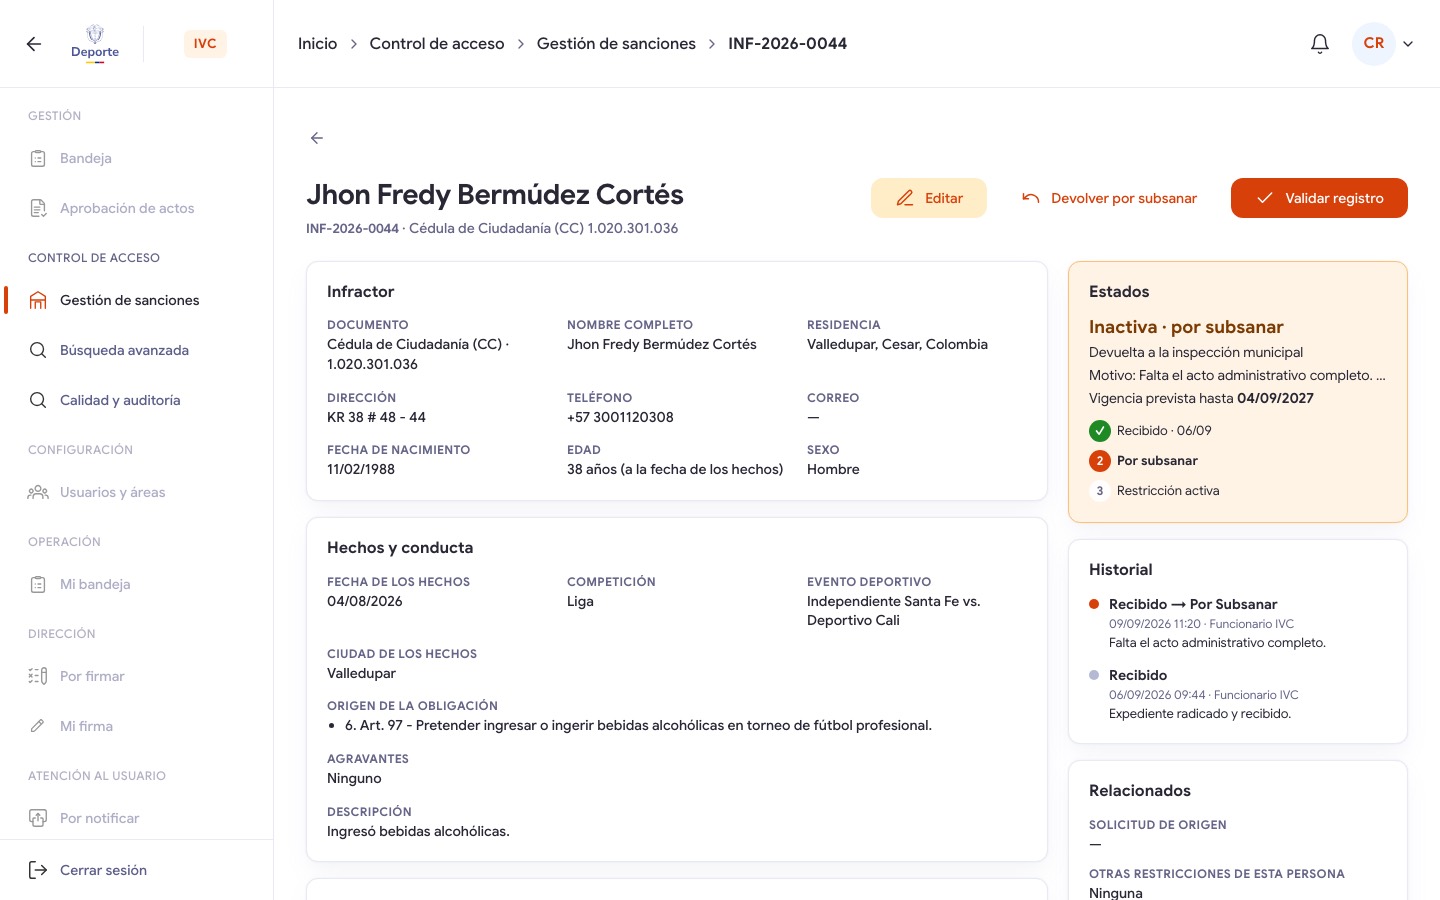 Deporte
IVC
Inicio > Control de acceso > Gestión de sanciones > INF-2026-0044
CR
GESTIÓN
Bandeja
Aprobación de actos
CONTROL DE ACCESO
Gestión de sanciones
Búsqueda avanzada
Calidad y auditoría
CONFIGURACIÓN
Usuarios y áreas
OPERACIÓN
Mi bandeja
DIRECCIÓN
Por firmar
Mi firma
ATENCIÓN AL USUARIO
Por notificar
Cerrar sesión
Jhon Fredy Bermúdez Cortés
INF-2026-0044 · Cédula de Ciudadanía (CC) 1.020.301.036
Editar
Devolver por subsanar
Validar registro
Infractor
DOCUMENTO
Cédula de Ciudadanía (CC) ·
1.020.301.036
NOMBRE COMPLETO
Jhon Fredy Bermúdez Cortés
RESIDENCIA
Valledupar, Cesar, Colombia
DIRECCIÓN
KR 38 # 48 - 44
TELÉFONO
+57 3001120308
CORREO
—
FECHA DE NACIMIENTO
11/02/1988
EDAD
38 años (a la fecha de los hechos)
SEXO
Hombre
Hechos y conducta
FECHA DE LOS HECHOS
04/08/2026
COMPETICIÓN
Liga
EVENTO DEPORTIVO
Independiente Santa Fe vs.
Deportivo Cali
CIUDAD DE LOS HECHOS
Valledupar
ORIGEN DE LA OBLIGACIÓN
• 6. Art. 97 - Pretender ingresar o ingerir bebidas alcohólicas en torneo de fútbol profesional.
AGRAVANTES
Ninguno
DESCRIPCIÓN
Ingresó bebidas alcohólicas.
Estados
Inactiva · por subsanar
Devuelta a la inspección municipal
Motivo: Falta el acto administrativo completo. ...
Vigencia prevista hasta 04/09/2027
Recibido · 06/09
2 Por subsanar
3 Restricción activa
Historial
Recibido → Por Subsanar
09/09/2026 11:20 · Funcionario IVC
Falta el acto administrativo completo.
Recibido
06/09/2026 09:44 · Funcionario IVC
Expediente radicado y recibido.
Relacionados
SOLICITUD DE ORIGEN
—
OTRAS RESTRICCIONES DE ESTA PERSONA
Ninguna